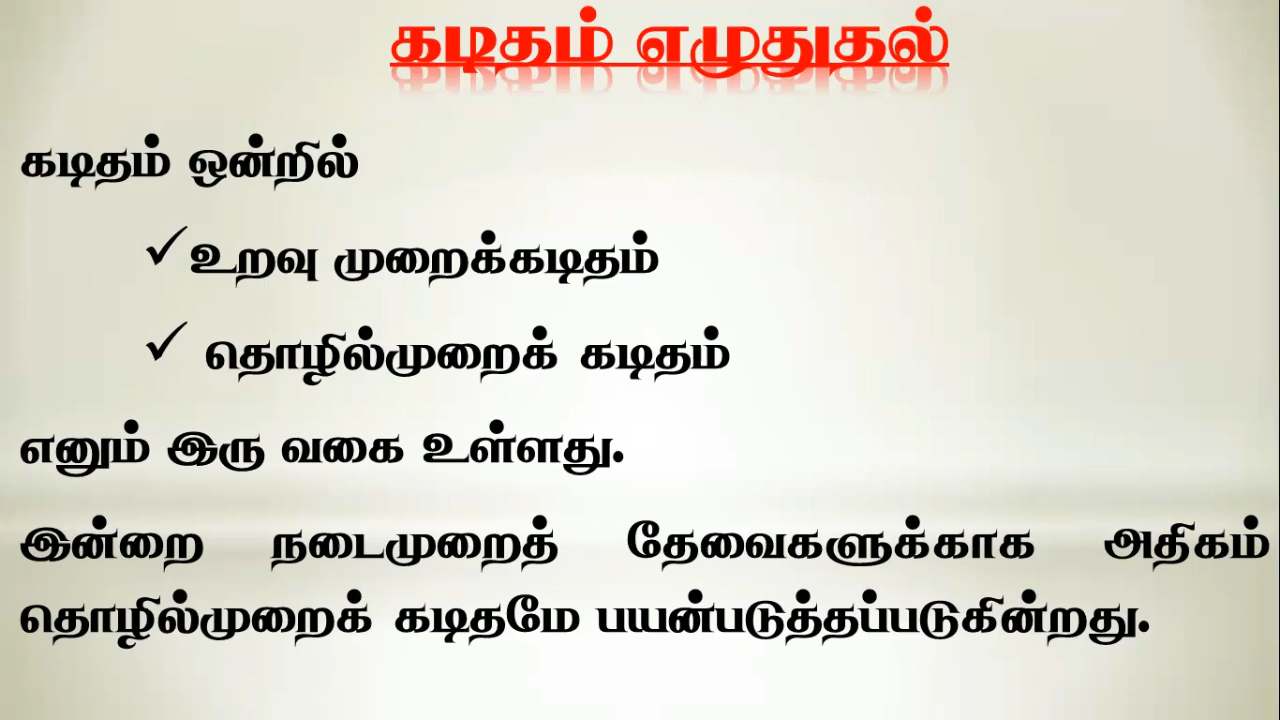 கடிதம் எழுதுதல்
கடிதம் ஒன்றில்
✓உறவு முறைக்கடிதம்
✓ தொழில்முறைக் கடிதம்
எனும் இரு வகை உள்ளது.
இன்றை நடைமுறைத் தேவைகளுக்காக அதிகம்
தொழில்முறைக் கடிதமே பயன்படுத்தப்படுகின்றது.